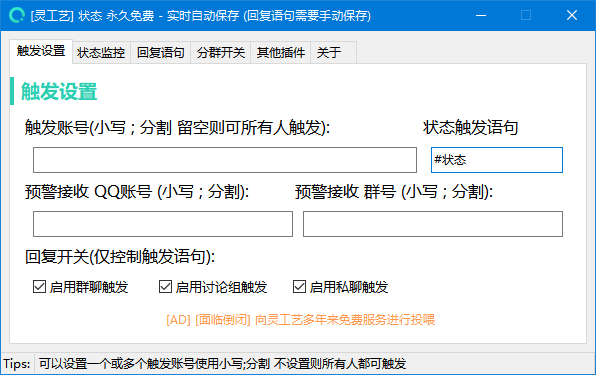 [灵工艺] 状态 永久免费 - 实时自动保存 (回复语句需要手动保存)
触发设置 状态监控 回复语句 分群开关 其他插件 关于
触发设置
触发账号(小写 ; 分割 留空则可所有人触发): 状态触发语句
#状态
预警接收 QQ账号 (小写 ; 分割): 预警接收 群号 (小写 ; 分割):
回复开关(仅控制触发语句):
启用群聊触发 启用讨论组触发 启用私聊触发
[AD] [面临倒闭] 向灵工艺多年来免费服务进行投喂
Tips: 可以设置一个或多个触发账号使用小写;分割 不设置则所有人都可触发